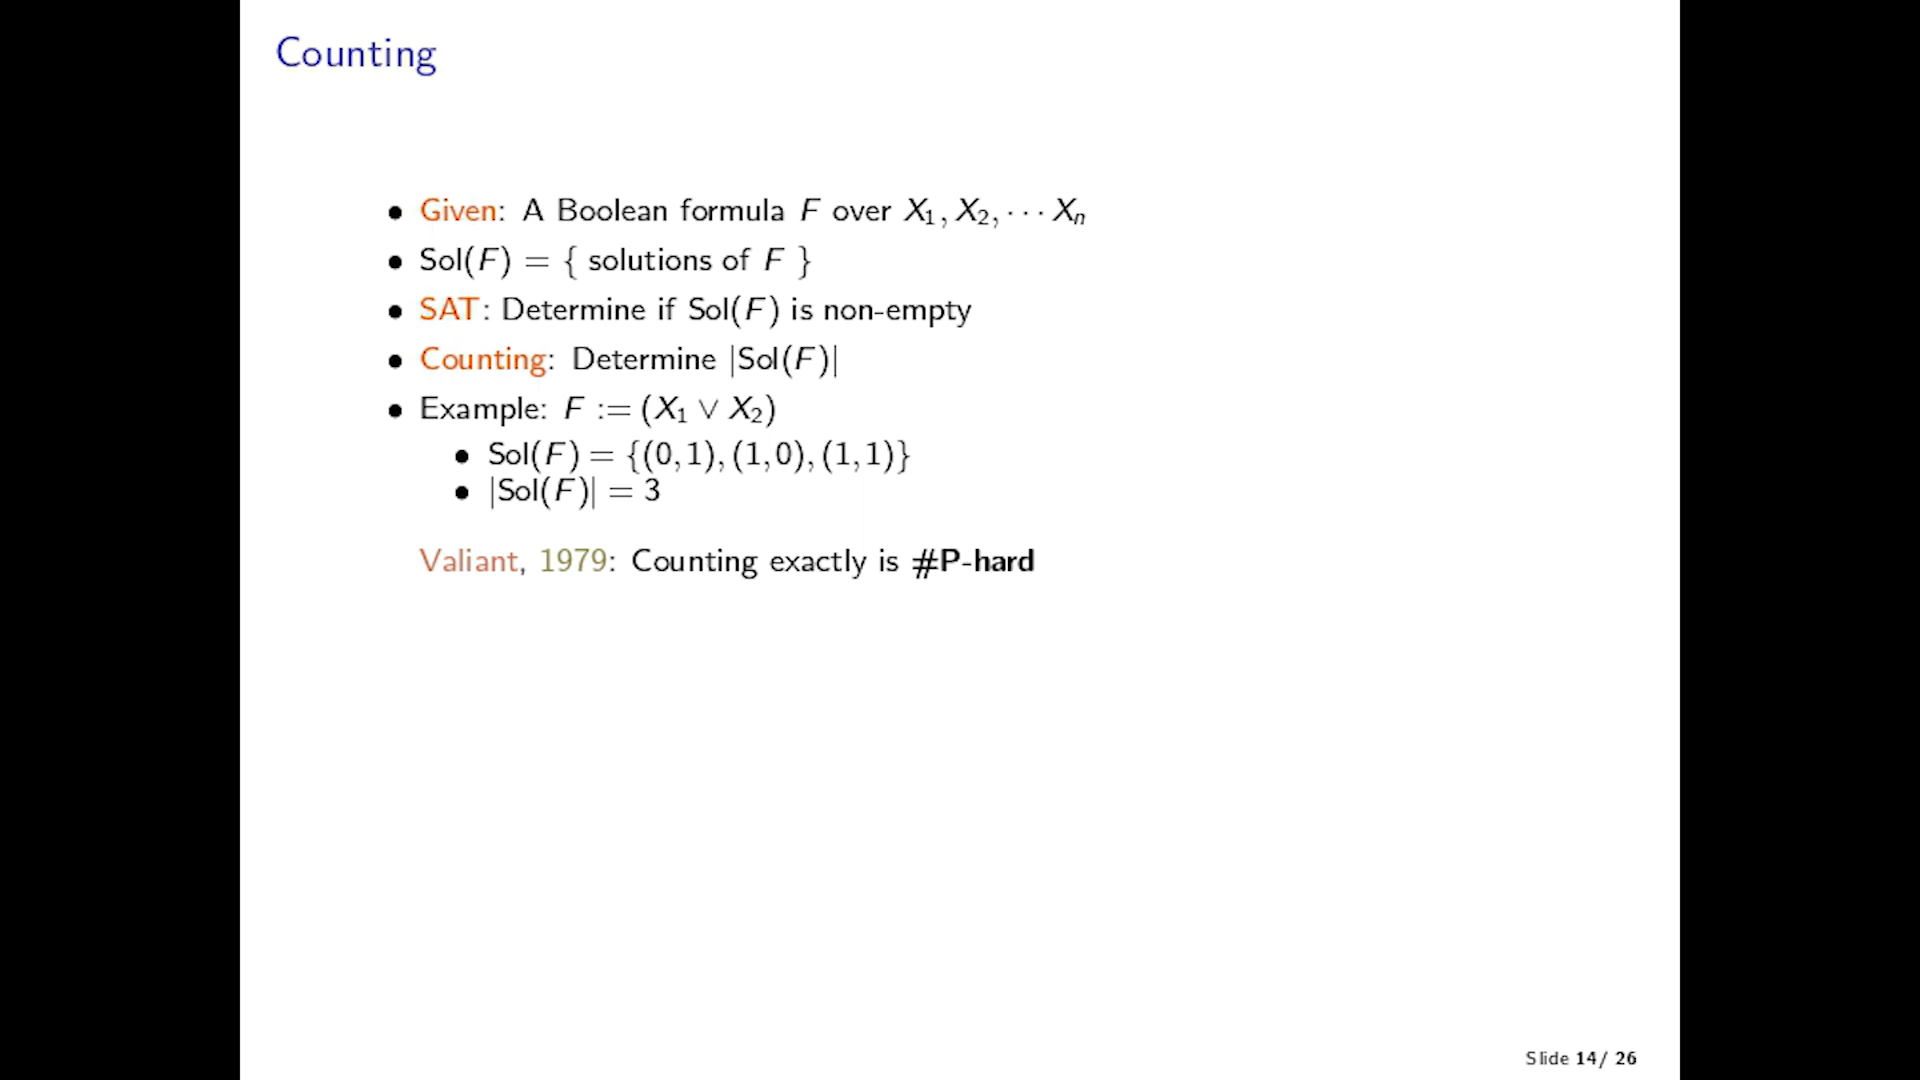 Counting
• Given: A Boolean formula F over X₁, X₂, ⋯ Xₙ
• Sol(F) = { solutions of F }
• SAT: Determine if Sol(F) is non-empty
• Counting: Determine |Sol(F)|
• Example: F := (X₁ ∨ X₂)
• Sol(F) = {(0, 1), (1, 0), (1, 1)}
• |Sol(F)| = 3
Valiant, 1979: Counting exactly is #P-hard
Slide 14/ 26